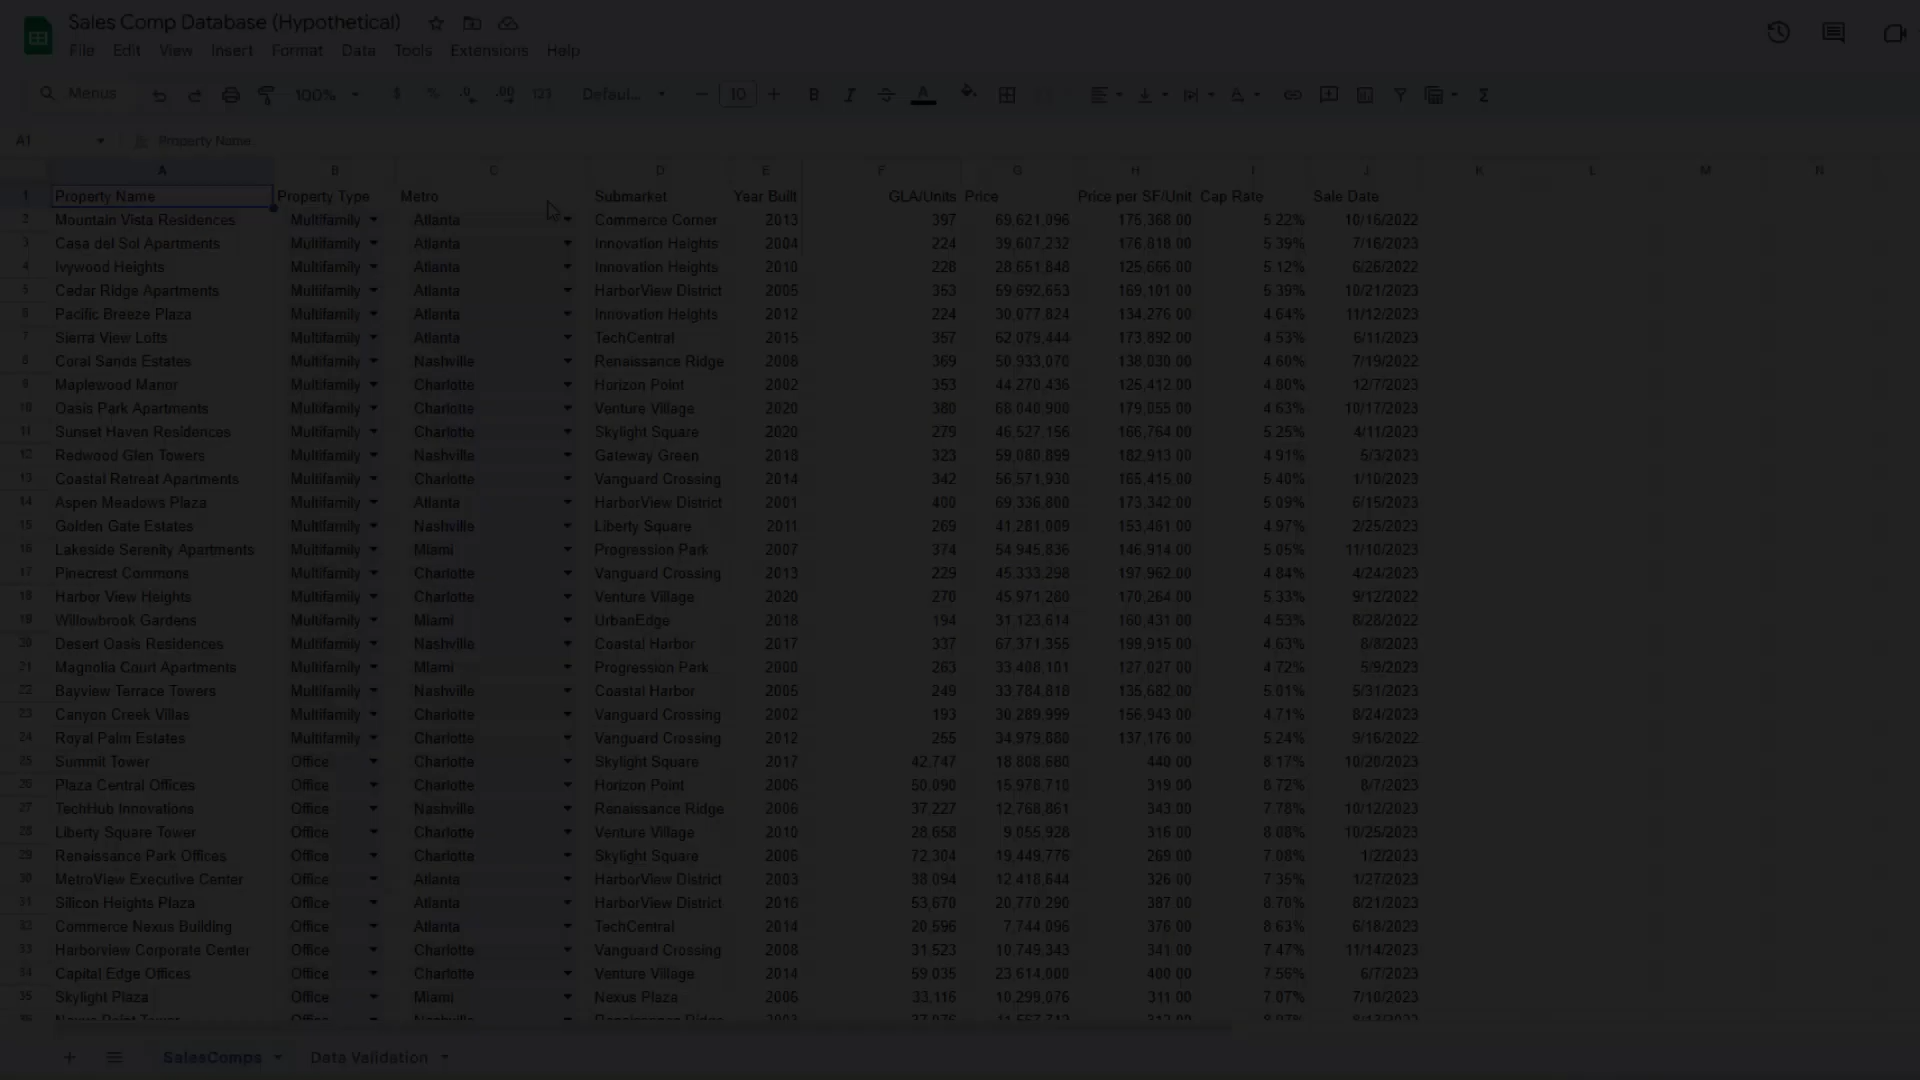 Sales Comp Database (Hypothetical)
File Edit View Insert Format Data Tools Extensions Help
Menus 100% $ % .0 .00 123 Defaul... 10 B I A
A1 Property Name
A B C D E F G H I J K L M N
1 Property Name Property Type Metro Submarket Year Built GLA/Units Price Price per SF/Unit Cap Rate Sale Date
2 Mountain Vista Residences Multifamily Atlanta Commerce Corner 2013 397 69,621,096 175,368.00 5.22% 10/16/2022
3 Casa del Sol Apartments Multifamily Atlanta Innovation Heights 2004 224 39,607,232 176,818.00 5.39% 7/16/2023
4 Ivywood Heights Multifamily Atlanta Innovation Heights 2010 228 28,651,848 125,666.00 5.12% 6/26/2022
5 Cedar Ridge Apartments Multifamily Atlanta HarborView District 2005 353 59,692,653 169,101.00 5.39% 10/21/2023
6 Pacific Breeze Plaza Multifamily Atlanta Innovation Heights 2012 224 30,077,824 134,276.00 4.64% 11/12/2023
7 Sierra View Lofts Multifamily Atlanta TechCentral 2015 357 62,079,444 173,892.00 4.53% 6/11/2023
8 Coral Sands Estates Multifamily Nashville Renaissance Ridge 2008 369 50,933,070 138,030.00 4.60% 7/19/2022
9 Maplewood Manor Multifamily Charlotte Horizon Point 2002 353 44,270,436 125,412.00 4.80% 12/7/2023
10 Oasis Park Apartments Multifamily Charlotte Venture Village 2020 380 68,040,900 179,055.00 4.63% 10/17/2023
11 Sunset Haven Residences Multifamily Charlotte Skylight Square 2020 279 46,527,156 166,764.00 5.25% 4/11/2023
12 Redwood Glen Towers Multifamily Nashville Gateway Green 2018 323 59,080,899 182,913.00 4.91% 5/3/2023
13 Coastal Retreat Apartments Multifamily Charlotte Vanguard Crossing 2014 342 56,571,930 165,415.00 5.40% 1/10/2023
14 Aspen Meadows Plaza Multifamily Atlanta HarborView District 2001 400 69,336,800 173,342.00 5.09% 6/15/2023
15 Golden Gate Estates Multifamily Nashville Liberty Square 2011 269 41,281,009 153,461.00 4.97% 2/25/2023
16 Lakeside Serenity Apartments Multifamily Miami Progression Park 2007 374 54,945,836 146,914.00 5.05% 11/10/2023
17 Pinecrest Commons Multifamily Charlotte Vanguard Crossing 2013 229 45,333,298 197,962.00 4.84% 4/24/2023
18 Harbor View Heights Multifamily Charlotte Venture Village 2020 270 45,971,280 170,264.00 5.33% 9/12/2022
19 Willowbrook Gardens Multifamily Miami UrbanEdge 2018 194 31,123,614 160,431.00 4.53% 8/28/2022
20 Desert Oasis Residences Multifamily Nashville Coastal Harbor 2017 337 67,371,355 199,915.00 4.63% 8/8/2023
21 Magnolia Court Apartments Multifamily Miami Progression Park 2000 263 33,408,101 127,027.00 4.72% 5/9/2023
22 Bayview Terrace Towers Multifamily Nashville Coastal Harbor 2005 249 33,784,818 135,682.00 5.01% 5/31/2023
23 Canyon Creek Villas Multifamily Charlotte Vanguard Crossing 2002 193 30,289,999 156,943.00 4.71% 8/24/2023
24 Royal Palm Estates Multifamily Charlotte Vanguard Crossing 2012 255 34,979,880 137,176.00 5.24% 9/16/2022
25 Summit Tower Office Charlotte Skylight Square 2017 42,747 18,808,680 440.00 8.17% 10/20/2023
26 Plaza Central Offices Office Charlotte Horizon Point 2006 50,090 15,978,710 319.00 8.72% 8/7/2023
27 TechHub Innovations Office Nashville Renaissance Ridge 2006 37,227 12,768,861 343.00 7.78% 10/12/2023
28 Liberty Square Tower Office Charlotte Venture Village 2010 28,658 9,055,928 316.00 8.08% 10/25/2023
29 Renaissance Park Offices Office Charlotte Skylight Square 2006 72,304 19,449,776 269.00 7.08% 1/2/2023
30 MetroView Executive Center Office Atlanta HarborView District 2003 38,094 12,418,644 326.00 7.35% 1/27/2023
31 Silicon Heights Plaza Office Atlanta HarborView District 2016 53,670 20,770,290 387.00 8.70% 8/21/2023
32 Commerce Nexus Building Office Atlanta TechCentral 2014 20,596 7,744,096 376.00 8.63% 6/18/2023
33 Harborview Corporate Center Office Charlotte Vanguard Crossing 2008 31,523 10,749,343 341.00 7.47% 11/14/2023
34 Capital Edge Offices Office Charlotte Venture Village 2014 59,035 23,614,000 400.00 7.56% 6/7/2023
35 Skylight Plaza Office Miami Nexus Plaza 2006 33,116 10,299,076 311.00 7.07% 7/10/2023
SalesComps Data Validation